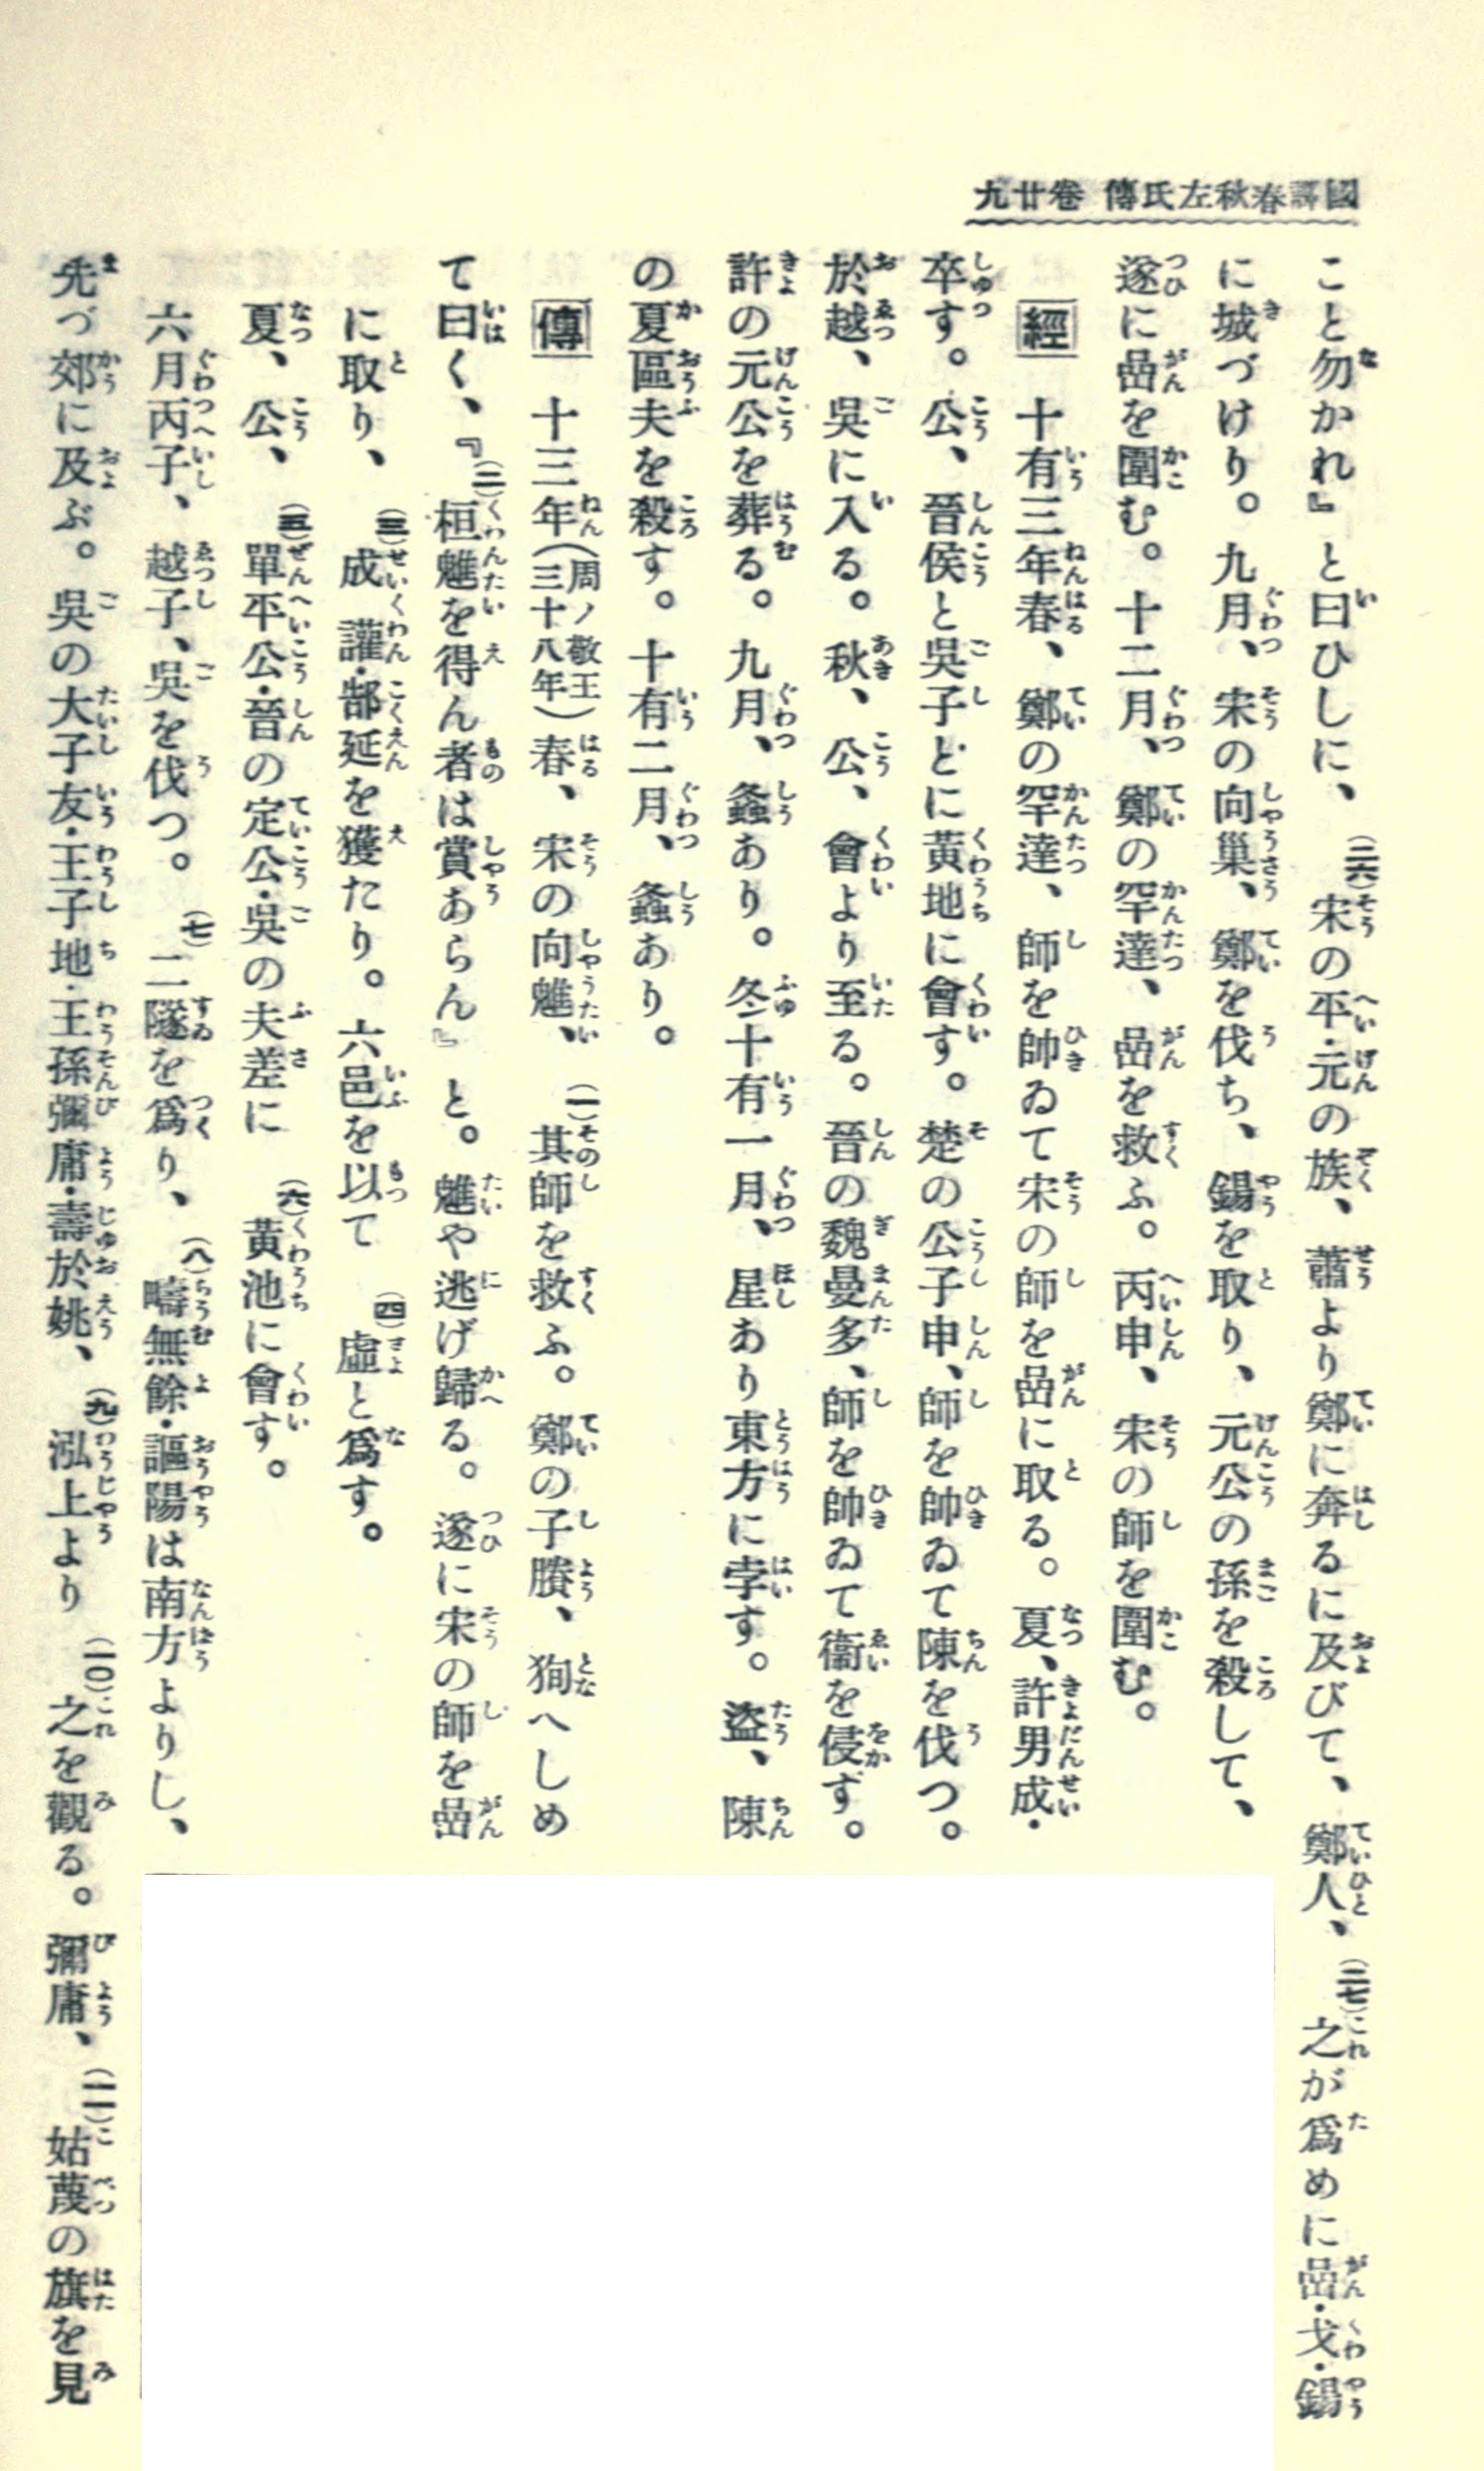 國譯春秋左氏傳 卷廿九
こと勿かれ』と曰ひしに、(二六)宋の平・元の族、蕭より鄭に奔るに及びて、鄭人、(二七)之が爲めに嵒・戈・錫
に城づけり。九月、宋の向巢、鄭を伐ち、錫を取り、元公の孫を殺して、
遂に嵒を圍む。十二月、鄭の罕達、嵒を救ふ。丙申、宋の師を圍む。
經 十有三年春、鄭の罕達、師を帥ゐて宋の師を嵒に取る。夏、許男成・
卒す。公、晉侯と吳子とに黃地に會す。楚の公子申、師を帥ゐて陳を伐つ。
於越、吳に入る。秋、公、會より至る。晉の魏曼多、師を帥ゐて衞を侵す。
許の元公を葬る。九月、螽あり。冬十有一月、星あり東方に孛す。盜、陳
の夏區夫を殺す。十有二月、螽あり。
傳 十三年(周ノ敬王三十八年)春、宋の向魋、(一)其師を救ふ。鄭の子賸、狥へしめ
て曰く、『(二)桓魋を得ん者は賞あらん』と。魋や逃げ歸る。遂に宋の師を嵒
に取り、(三)成讙・郜延を獲たり。六邑を以て(四)虛と爲す。
夏、公、(五)單平公・晉の定公・吳の夫差に(六)黃池に會す。
六月丙子、越子、吳を伐つ。(七)二隧を爲り、(八)疇無餘・謳陽は南方よりし、
先づ郊に及ぶ。吳の大子友・王子地・王孫彌庸・壽於姚、(九)泓上より(一〇)之を觀る。彌庸、(一一)姑蔑の旗を見